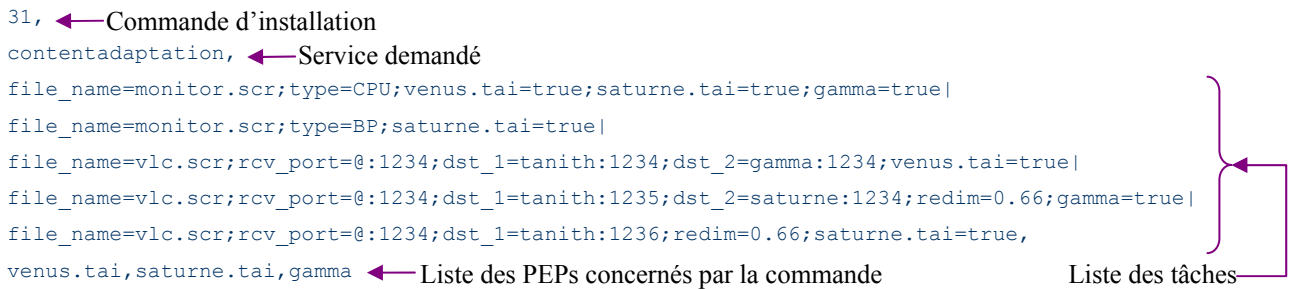 31, Commande d’installation
contentadaptation, Service demandé
file_name=monitor.scr;type=CPU;venus.tai=true;saturne.tai=true;gamma=true|
file_name=monitor.scr;type=BP;saturne.tai=true|
file_name=vlc.scr;rcv_port=@:1234;dst_1=tanith:1234;dst_2=gamma:1234;venus.tai=true|
file_name=vlc.scr;rcv_port=@:1234;dst_1=tanith:1235;dst_2=saturne:1234;redim=0.66;gamma=true|
file_name=vlc.scr;rcv_port=@:1234;dst_1=tanith:1236;redim=0.66;saturne.tai=true,
venus.tai,saturne.tai,gamma Liste des PEPs concernés par la commande Liste des tâches